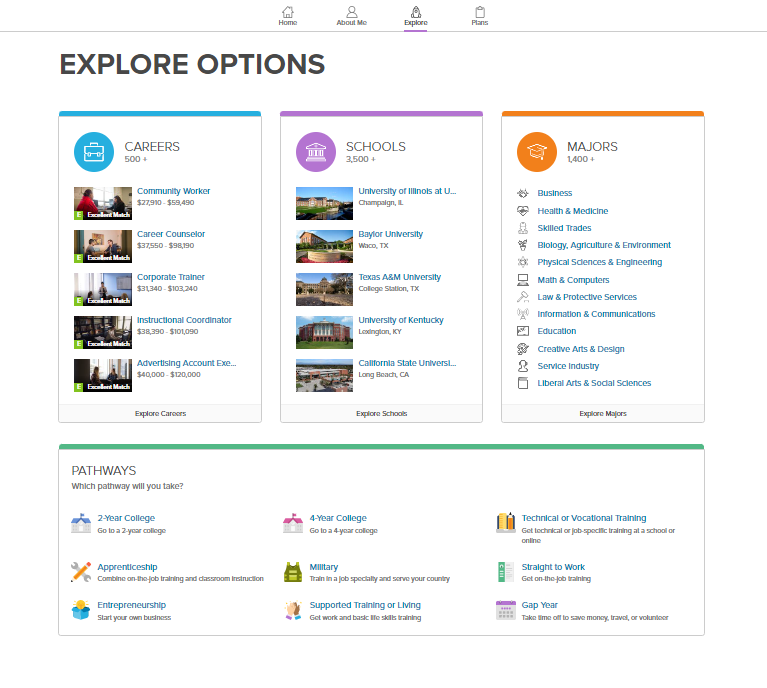 Home
About Me
Explore
Plans
EXPLORE OPTIONS
CAREERS
500 +
Community Worker
$27,910 - $59,490
E Excellent Match
Career Counselor
$37,550 - $98,190
E Excellent Match
Corporate Trainer
$31,340 - $103,240
E Excellent Match
Instructional Coordinator
$38,390 - $101,090
E Excellent Match
Advertising Account Exe...
$40,000 - $120,000
E Excellent Match
Explore Careers
SCHOOLS
3,500 +
University of Illinois at U...
Champaign, IL
Baylor University
Waco, TX
Texas A&M University
College Station, TX
University of Kentucky
Lexington, KY
California State Universi...
Long Beach, CA
Explore Schools
MAJORS
1,400 +
Business
Health & Medicine
Skilled Trades
Biology, Agriculture & Environment
Physical Sciences & Engineering
Math & Computers
Law & Protective Services
Information & Communications
Education
Creative Arts & Design
Service Industry
Liberal Arts & Social Sciences
Explore Majors
PATHWAYS
Which pathway will you take?
2-Year College
Go to a 2-year college
4-Year College
Go to a 4-year college
Technical or Vocational Training
Get technical or job-specific training at a school or
online
Apprenticeship
Combine on-the-job training and classroom instruction
Military
Train in a job specialty and serve your country
Straight to Work
Get on-the-job training
Entrepreneurship
Start your own business
Supported Training or Living
Get work and basic life skills training
Gap Year
Take time off to save money, travel, or volunteer